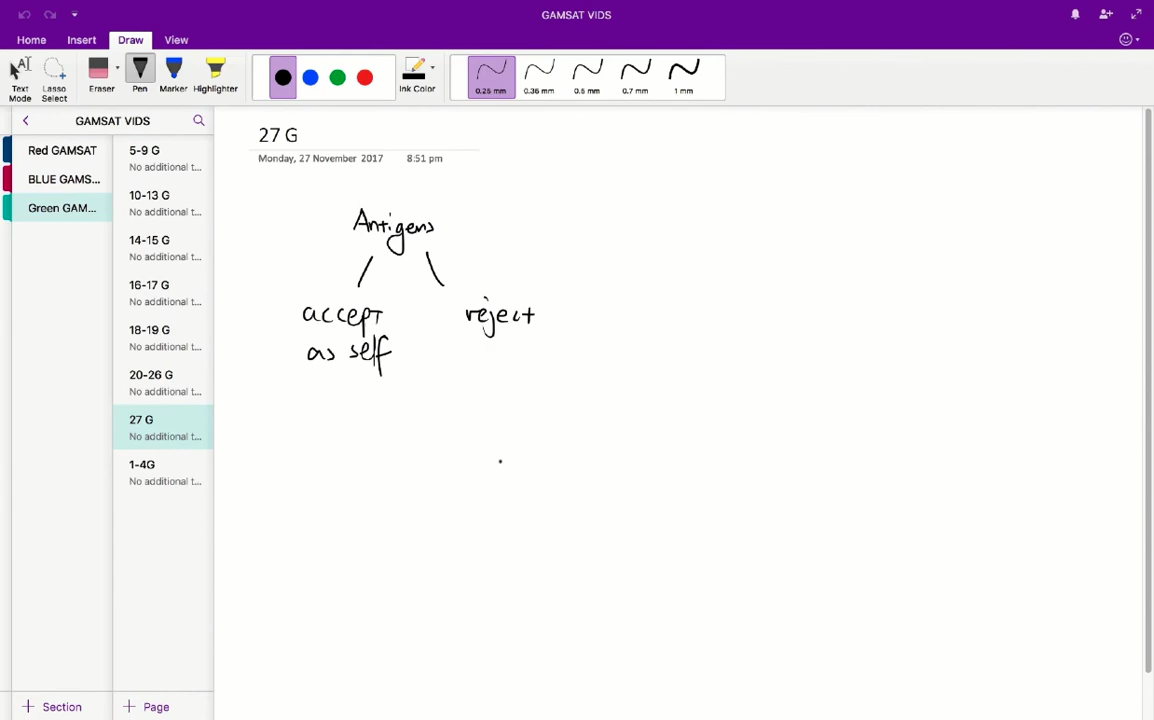 GAMSAT VIDS
Home Insert Draw View
Text Mode
Lasso Select
Eraser
Pen
Marker
Highlighter
Ink Color
0.25 mm
0.35 mm
0.5 mm
0.7 mm
1 mm
GAMSAT VIDS
Red GAMSAT
BLUE GAMS...
Green GAM...
5-9 G
No additional t...
10-13 G
No additional t...
14-15 G
No additional t...
16-17 G
No additional t...
18-19 G
No additional t...
20-26 G
No additional t...
27 G
No additional t...
1-4G
No additional t...
+ Section
+ Page
27 G
Monday, 27 November 2017 8:51 pm
Antigens
accept reject
as self